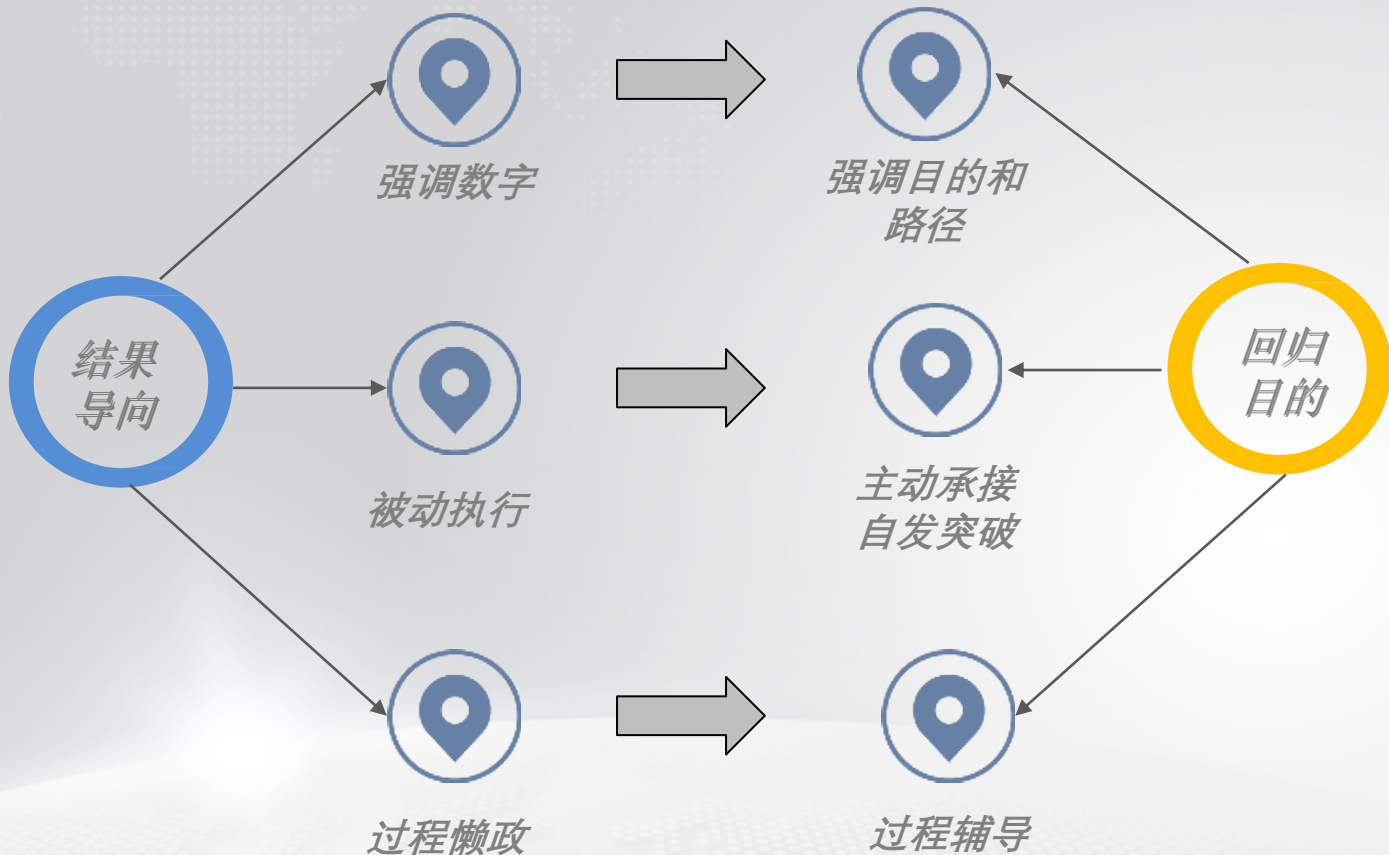 强调数字
强调目的和
路径
结果
导向
回归
目的
被动执行
主动承接
自发突破
过程懒政
过程辅导